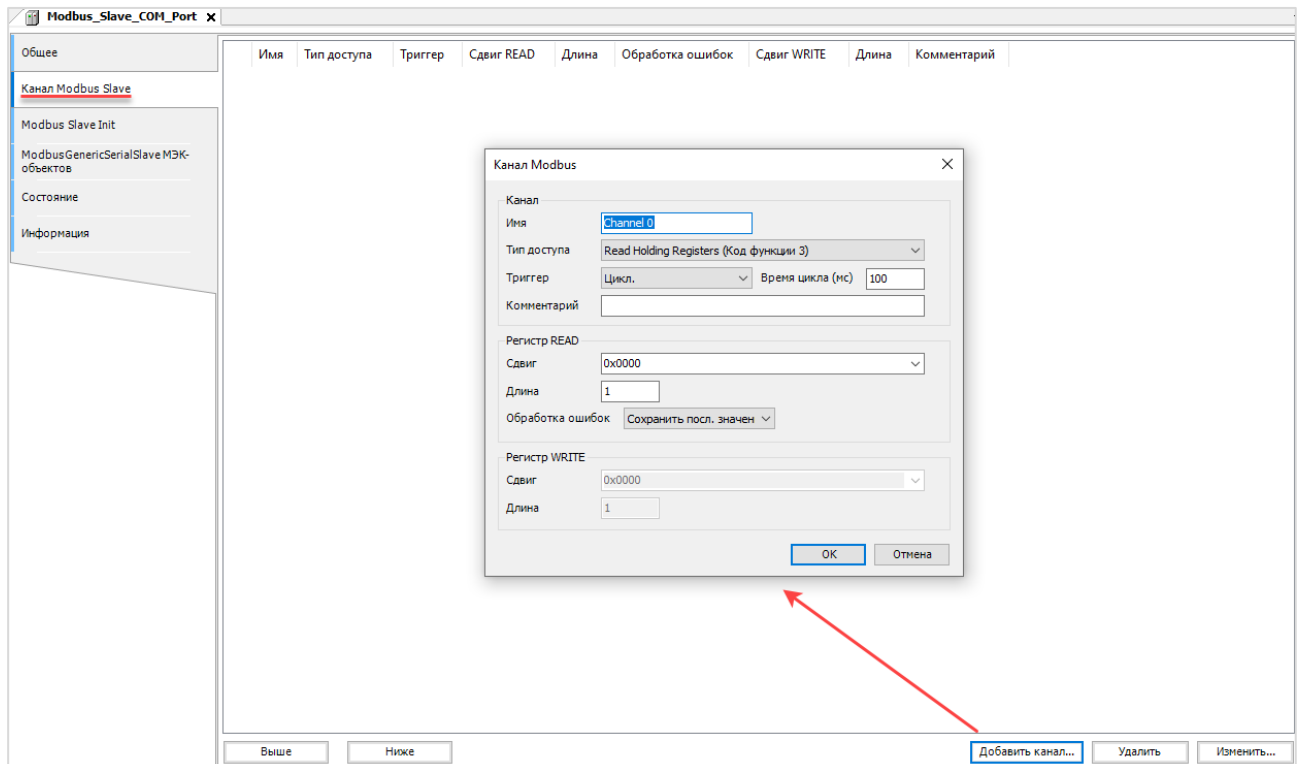 Modbus_Slave_COM_Port x
Общее
Канал Modbus Slave
Modbus Slave Init
ModbusGenericSerialSlave МЭК-
объектов
Состояние
Информация
Имя Тип доступа Триггер Сдвиг READ Длина Обработка ошибок Сдвиг WRITE Длина Комментарий
Канал Modbus
Канал
Имя Channel 0
Тип доступа Read Holding Registers (Код функции 3)
Триггер Цикл. Время цикла (мс) 100
Комментарий
Регистр READ
Сдвиг 0x0000
Длина 1
Обработка ошибок Сохранить посл. значен
Регистр WRITE
Сдвиг 0x0000
Длина 1
OK Отмена
Выше Ниже Добавить канал... Удалить Изменить...